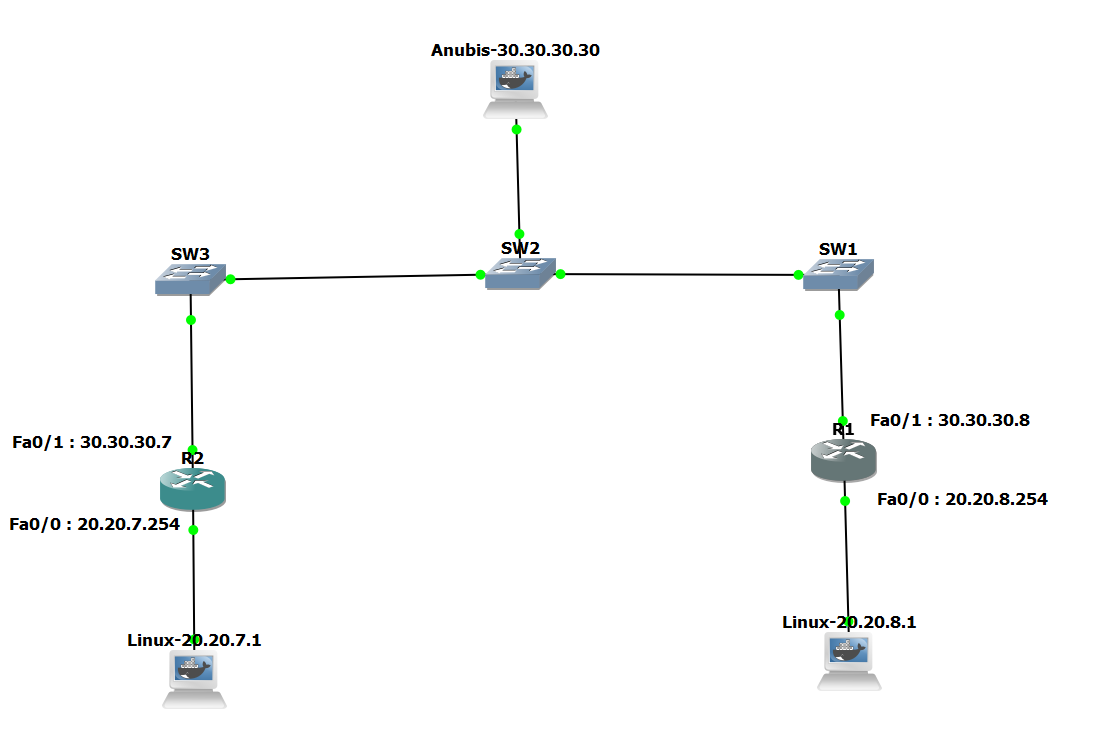 Anubis-30.30.30.30
SW3
SW2
SW1
Fa0/1 : 30.30.30.7
R2
Fa0/1 : 30.30.30.8
R1
Fa0/0 : 20.20.7.254
Fa0/0 : 20.20.8.254
Linux-20.20.7.1
Linux-20.20.8.1